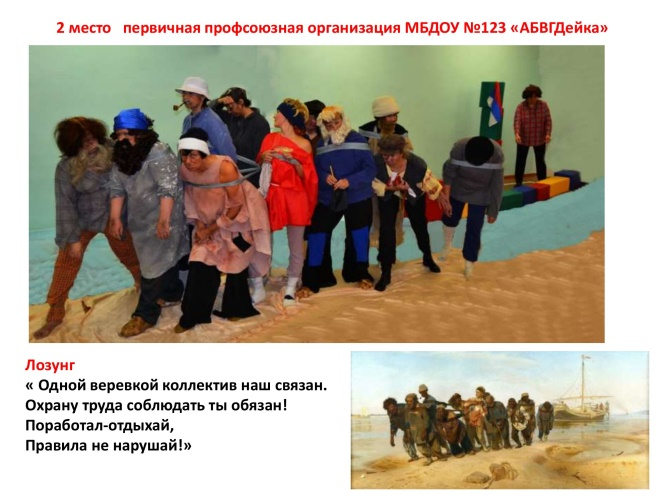 2 место первичная профсоюзная организация МБДОУ №123 «АБВГДейка»
Лозунг
« Одной веревкой коллектив наш связан.
Охрану труда соблюдать ты обязан!
Поработал-отдыхай,
Правила не нарушай!»